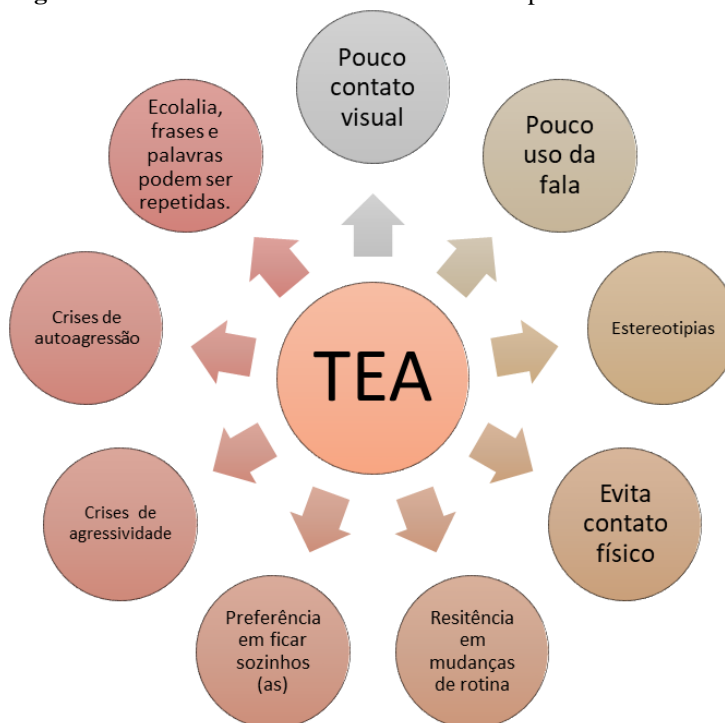 Pouco
contato
visual
Pouco
uso da
fala
Estereotipias
Evita
contato
físico
Resitência
em
mudanças
de rotina
Preferência
em ficar
sozinhos
(as)
Crises de
agressividade
Crises de
autoagressão
Ecolalia,
frases e
palavras
podem ser
repetidas.
TEA